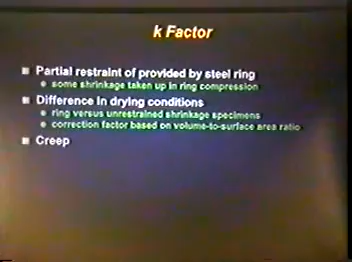 k Factor
Partial restraint of provided by steel ring
some shrinkage taken up in ring compression
Difference in drying conditions
ring versus unrestrained shrinkage specimens
correction factor based on volume-to-surface area ratio
Creep